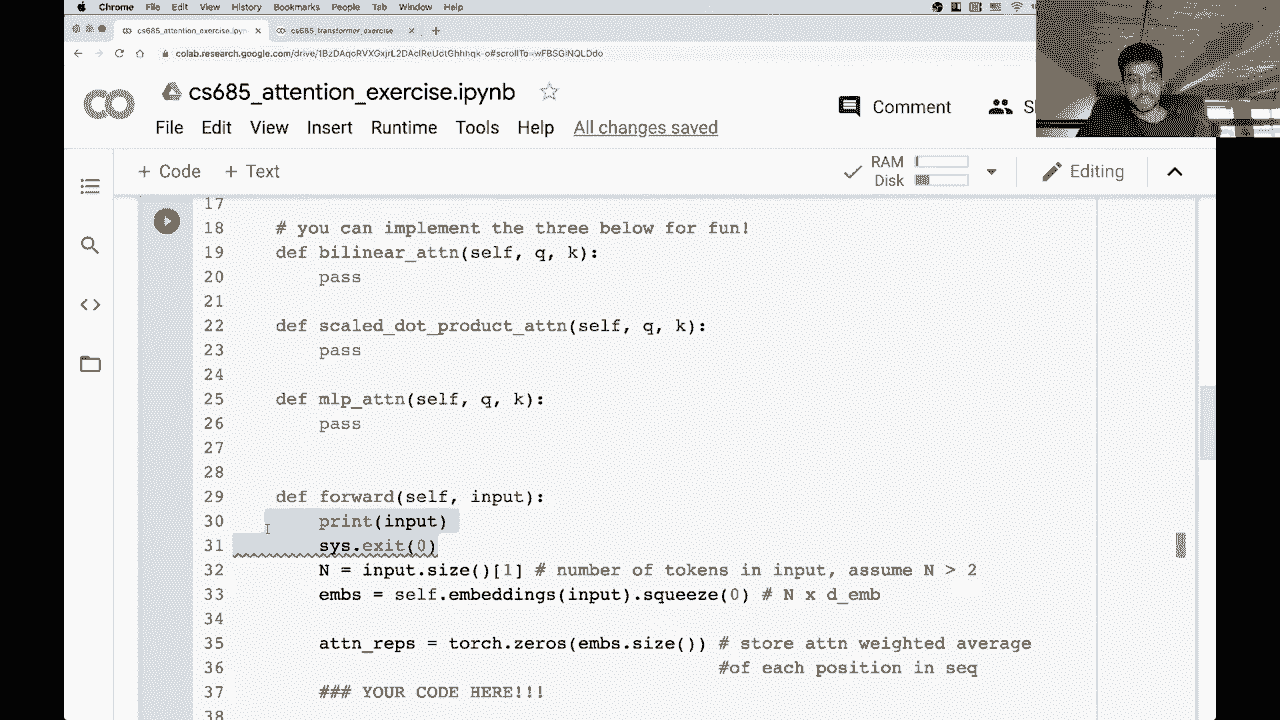 Chrome File Edit View History Bookmarks People Tab Window Help
cs685_attention_exercise.ipyn × cs685_transformer_exercise ×
colab.research.google.com/drive/
cs685_attention_exercise.ipynb
File Edit View Insert Runtime Tools Help All changes saved
Comment
+ Code + Text
RAM
Disk
Editing
17
18 # you can implement the three below for fun!
19 def bilinear_attn(self, q, k):
20 pass
21
22 def scaled_dot_product_attn(self, q, k):
23 pass
24
25 def mlp_attn(self, q, k):
26 pass
27
28
29 def forward(self, input):
30 print(input)
31 sys.exit(0)
32 N = input.size()[1] # number of tokens in input, assume N > 2
33 embs = self.embeddings(input).squeeze(0) # N x d_emb
34
35 attn_reps = torch.zeros(embs.size()) # store attn weighted average
36 #of each position in seq
37 ### YOUR CODE HERE!!!
38